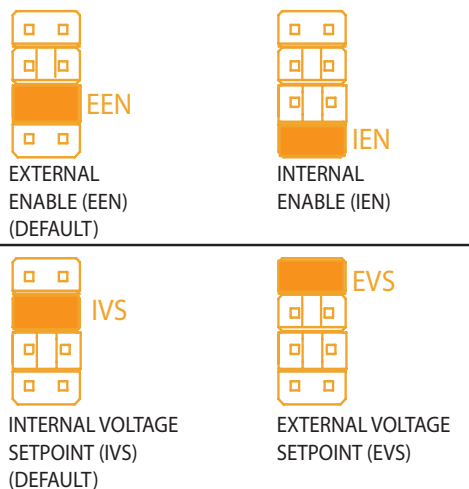 EEN
EXTERNAL
ENABLE (EEN)
(DEFAULT)
IEN
INTERNAL
ENABLE (IEN)
IVS
INTERNAL VOLTAGE
SETPOINT (IVS)
(DEFAULT)
EVS
EXTERNAL VOLTAGE
SETPOINT (EVS)